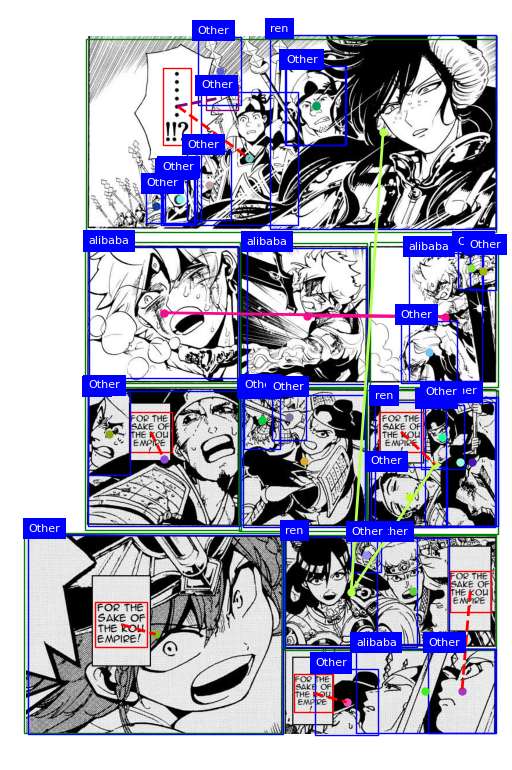 Other
ren
Other
Other
⋮
!!?
Other
Other
Other
alibaba
alibaba
alibaba
O
Other
Other
Other
Oth
Other
ren
Other
her
FOR THE
SAKE OF
THE KOU
EMPIRE
FOR THE
SAKE OF
THE KOU
EMPIRE
Other
Other
ren
Other
her
FOR THE
SAKE OF
THE KOU
EMPIRE!
FOR THE
SAKE OF
THE KOU
EMPIRE
Other
alibaba
Other
FOR THE
SAKE OF
THE KOU
EMPIRE